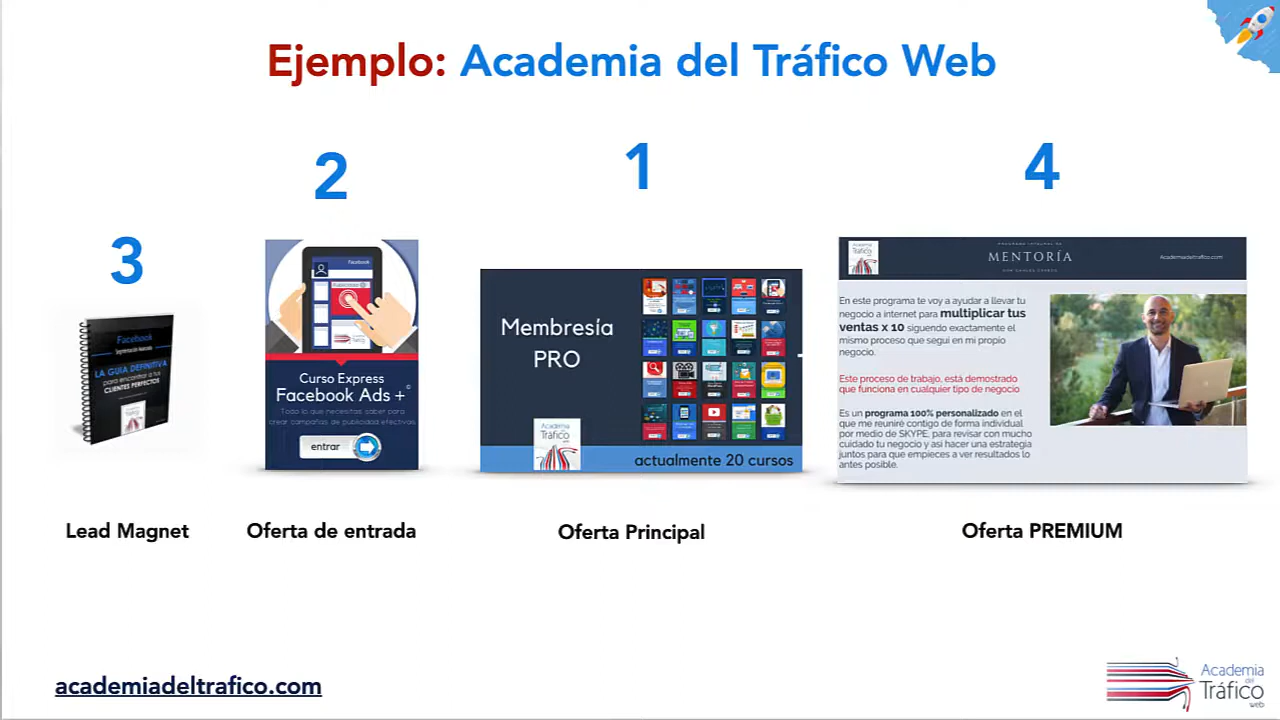 Ejemplo: Academia del Tráfico Web
3
2
1
4
Facebook
LA GUÍA DEFINITIVA
para encontrar a tus
CLIENTES PERFECTOS
Lead Magnet
Facebook
Curso Express
Facebook Ads +
Todo lo que necesitas saber para
crear campañas de publicidad efectivas
entrar
Oferta de entrada
Membresía
PRO
Academia
del
Tráfico
web
actualmente 20 cursos
Oferta Principal
MENTORÍA
Academiadeltrafico.com
En este programa te voy a ayudar a llevar tu
negocio a internet para multiplicar tus
ventas x 10 siguendo exactamente el
mismo proceso que seguí en mi propio
negocio.
Este proceso de trabajo, está demostrado
que funciona en cualquier tipo de negocio
Es un programa 100% personalizado en el
que me reuniré contigo de forma individual
por medio de SKYPE, para revisar con mucho
cuidado tu negocio y asi hacer una estrategia
juntos para que empieces a ver resultados lo
antes posible.
Oferta PREMIUM
academiadeltrafico.com
Academia
del
Tráfico
web